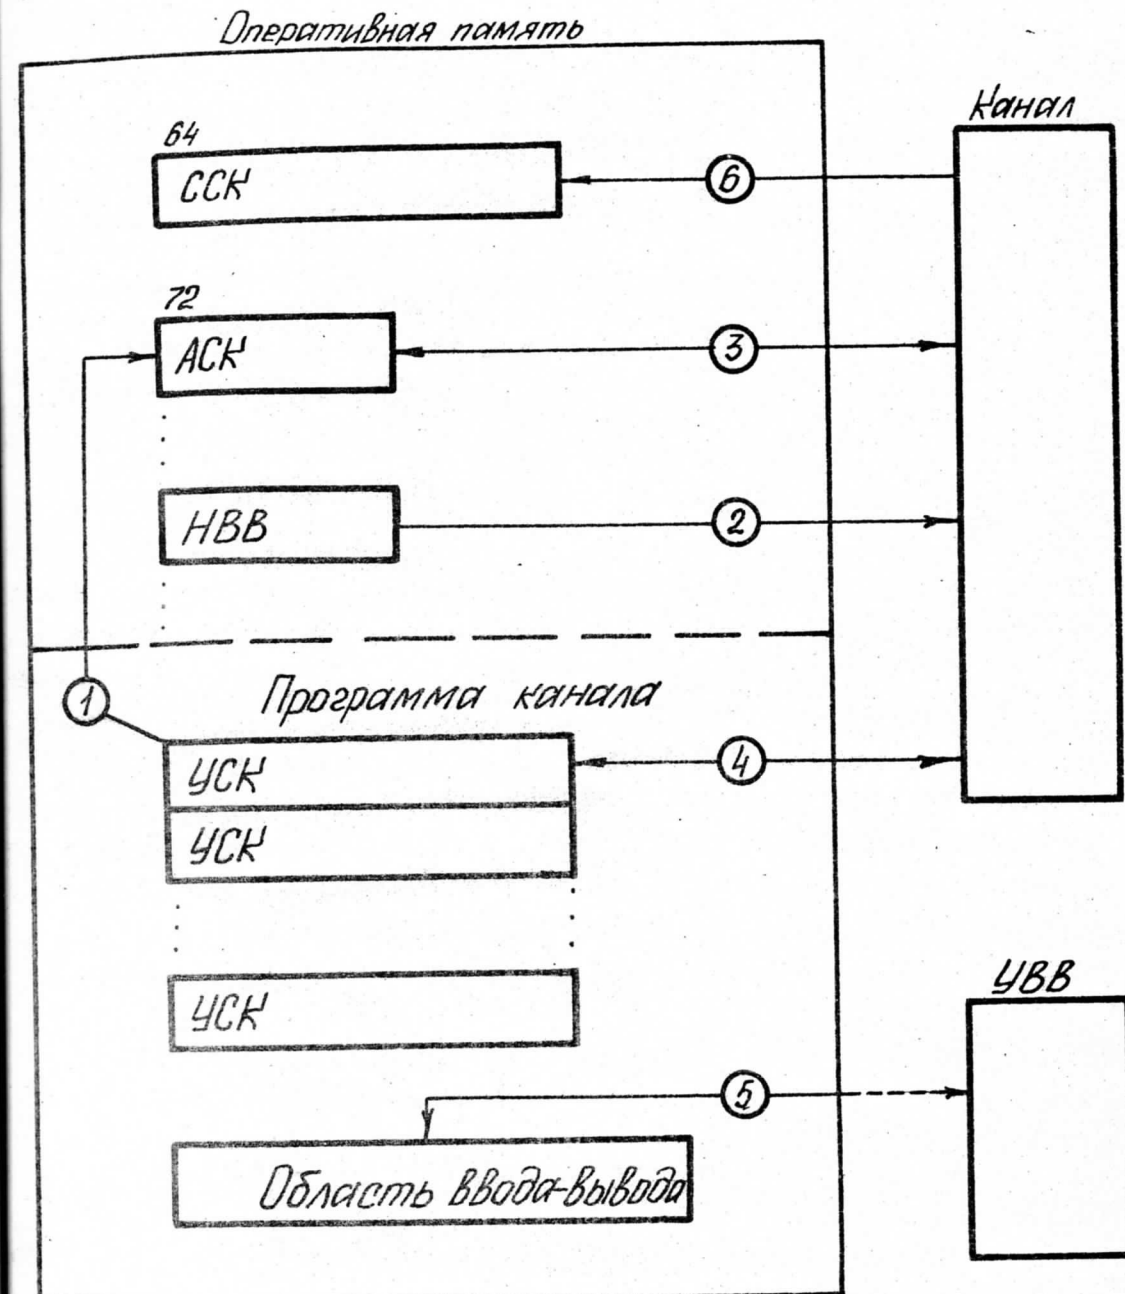 Оперативная память
Канал
64
ССК
6
72
АСК
3
НВВ
2
1
Программа канала
УСК
4
УСК
УСК
УВВ
5
Область ввода-вывода